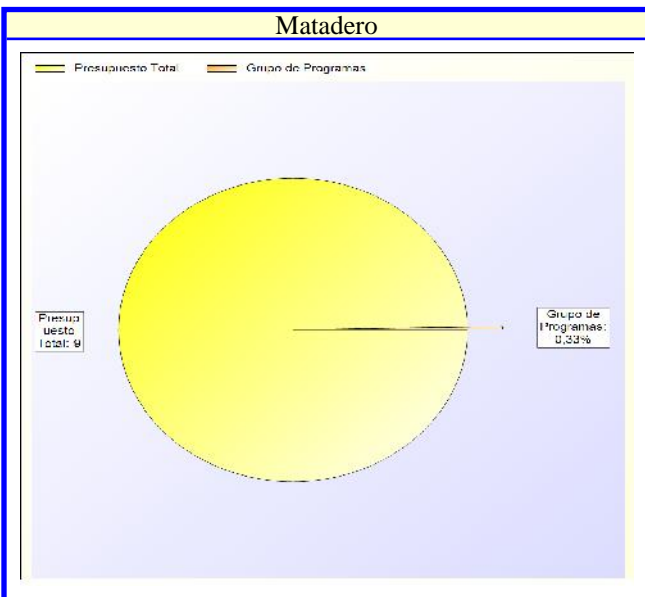 Matadero
Presupuesto Total
Grupo de Programas
Presup
uesto
Total: 9
Grupo de
Programas:
0,33%